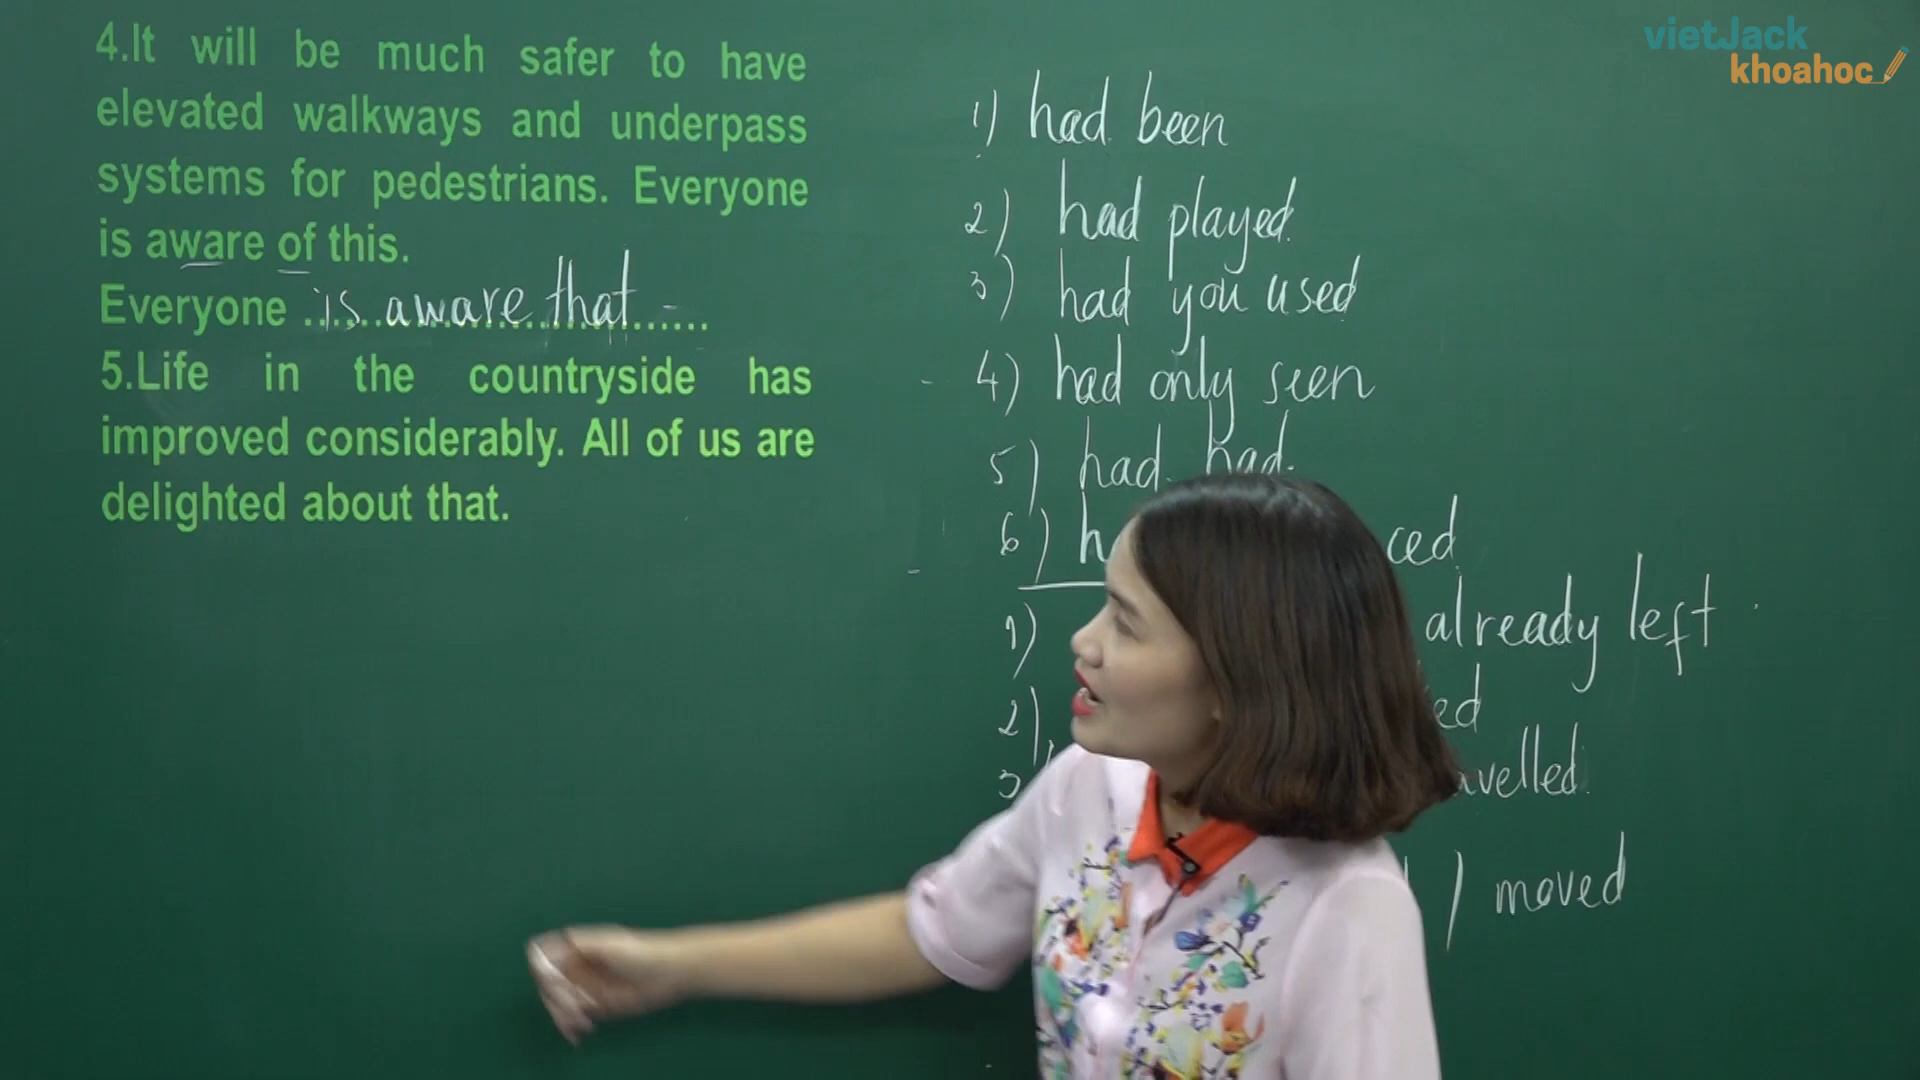 vietJack
khoahoc
4.It will be much safer to have
elevated walkways and underpass
systems for pedestrians. Everyone
is aware of this.
Everyone is aware that
5.Life in the countryside has
improved considerably. All of us are
delighted about that.
1) had been
2) had played.
3) had you used
4) had only seen
5) had had.
6)
1) already left
2)
3
/ moved